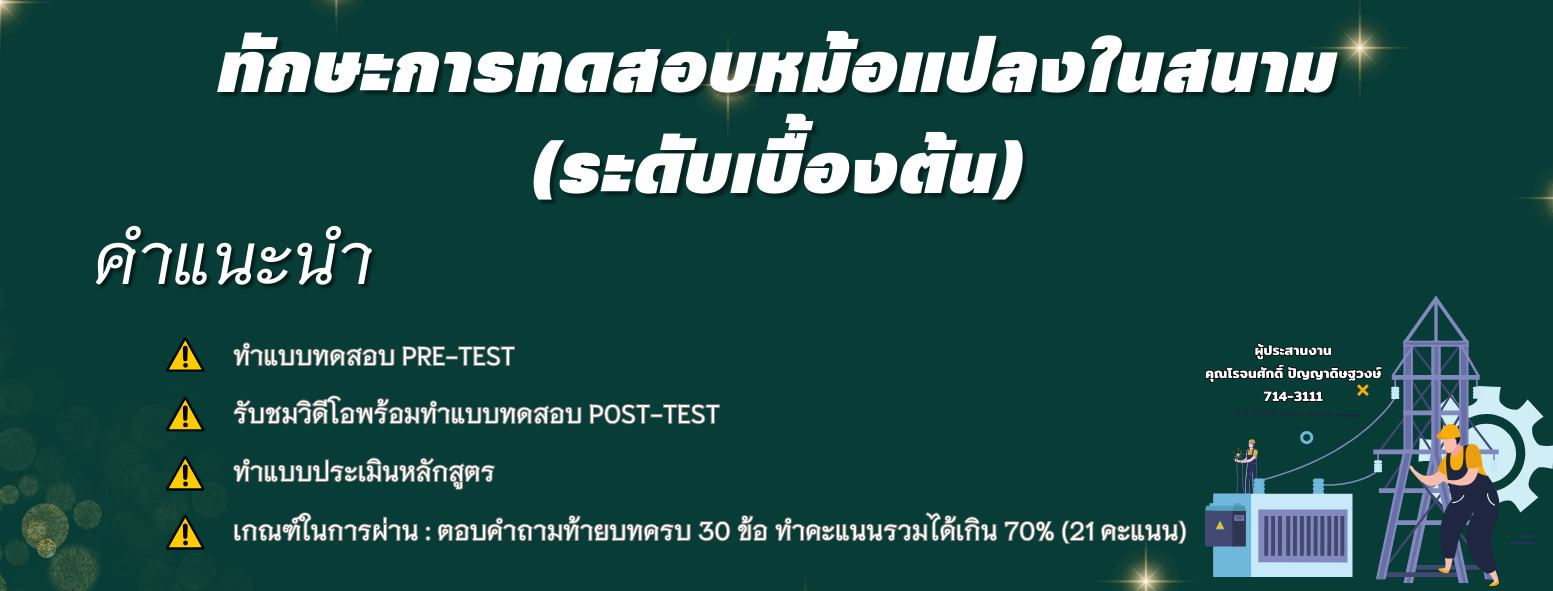 ทักษะการทดสอบหม้อแปลงในสนาม
(ระดับเบื้องต้น)
คำแนะนำ
ทำแบบทดสอบ PRE-TEST
รับชมวิดีโอพร้อมทำแบบทดสอบ POST-TEST
ทำแบบประเมินหลักสูตร
เกณฑ์ในการผ่าน : ตอบคำถามท้ายบทครบ 30 ข้อ ทำคะแนนรวมได้เกิน 70% (21 คะแนน)
ผู้ประสานงาน
คุณโรจนศักดิ์ ปัญญาดิษฐวงษ์
714-3111